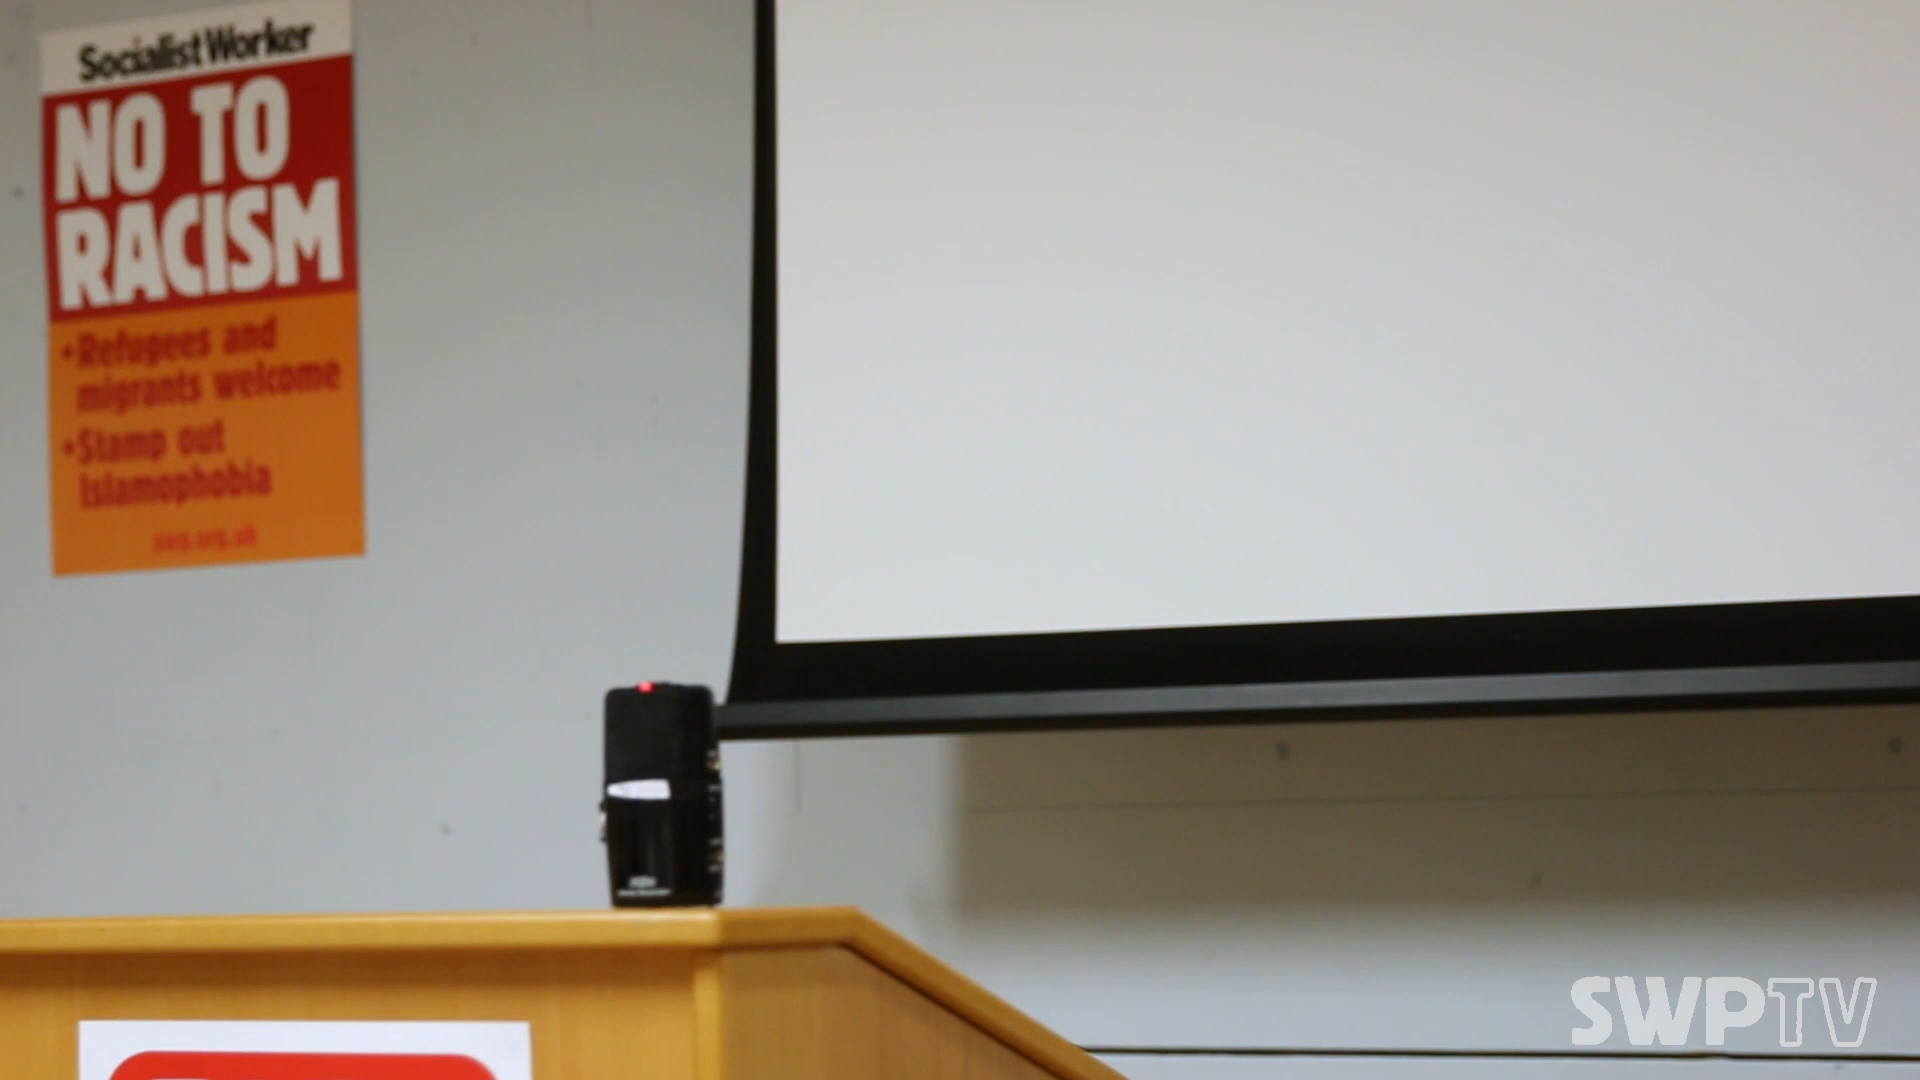 Socialist Worker
NO TO
RACISM
•Refugees and
migrants welcome
•Stamp out
Islamophobia
swp.org.uk
SWPTV